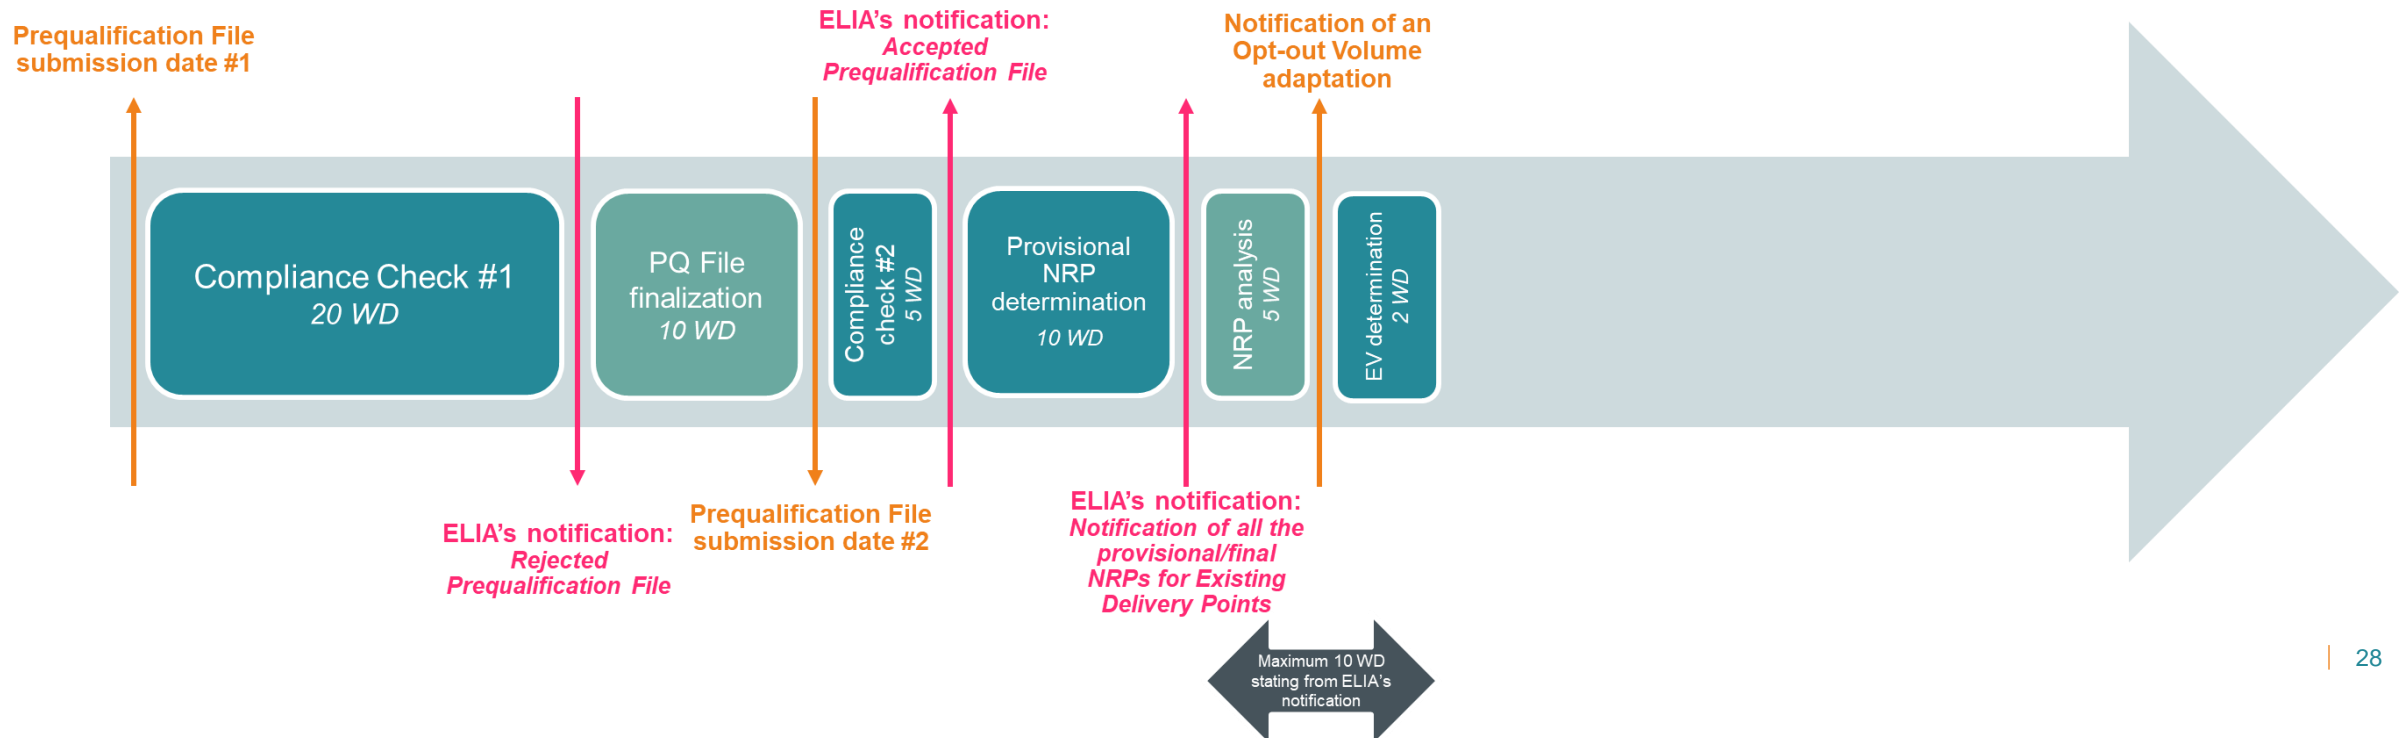 Prequalification File
submission date #1
ELIA’s notification:
Accepted
Prequalification File
Notification of an
Opt-out Volume
adaptation
Compliance Check #1
20 WD
PQ File
finalization
10 WD
Compliance
check #2
5 WD
Provisional
NRP
determination
10 WD
NRP analysis
5 WD
EV determination
2 WD
ELIA’s notification:
Rejected
Prequalification File
Prequalification File
submission date #2
ELIA’s notification:
Notification of all the
provisional/final
NRPs for Existing
Delivery Points
Maximum 10 WD
stating from ELIA’s
notification
28